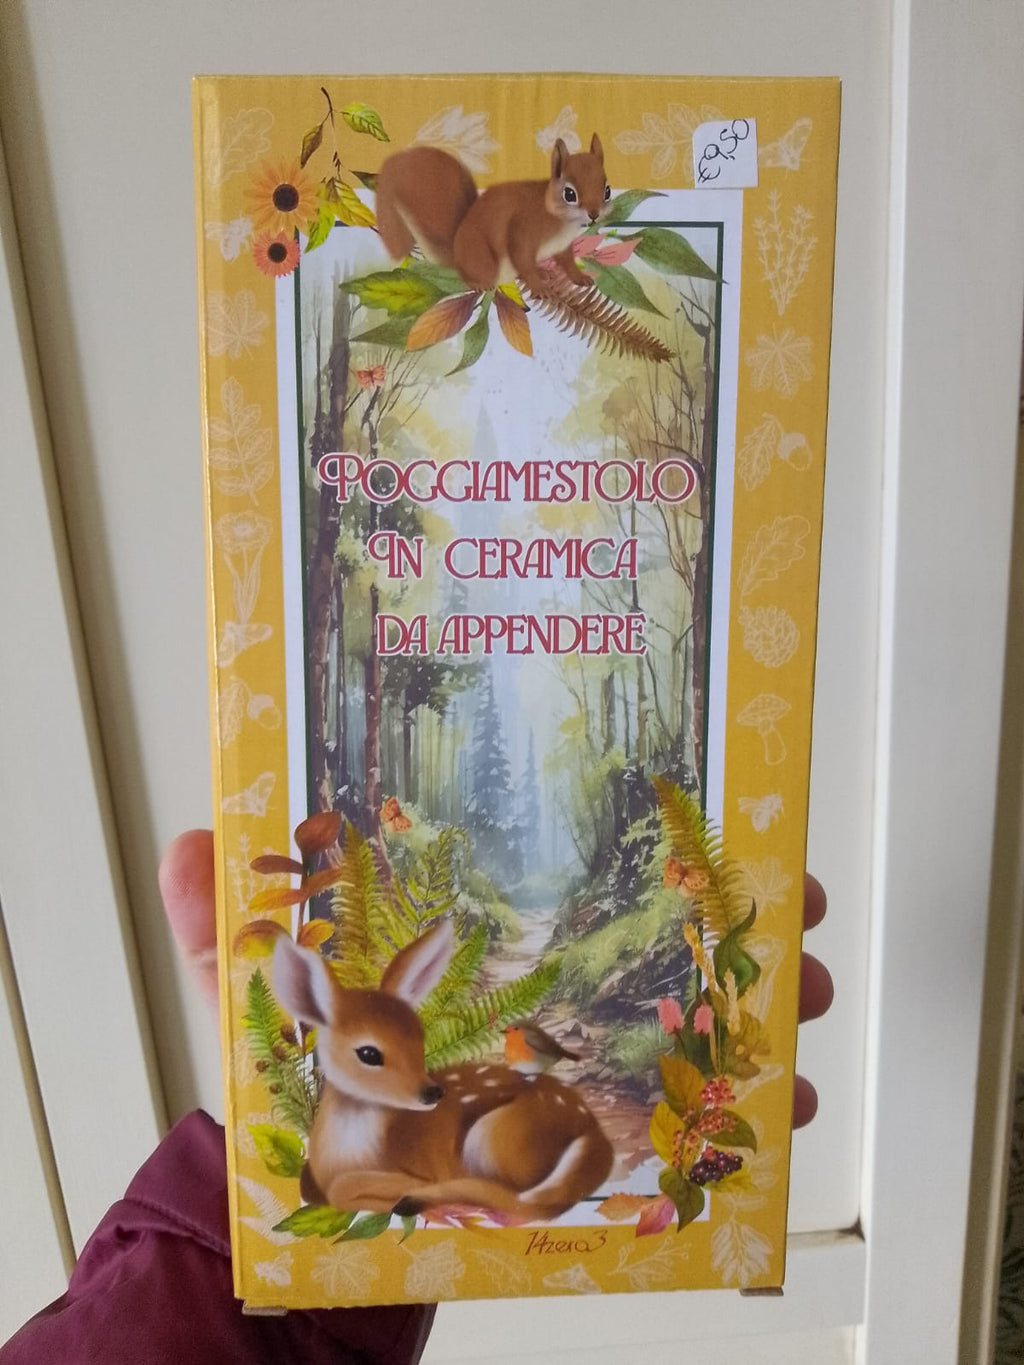 €9,50
POGGIAMESTOLO
IN CERAMICA
DA APPENDERE
14zero3